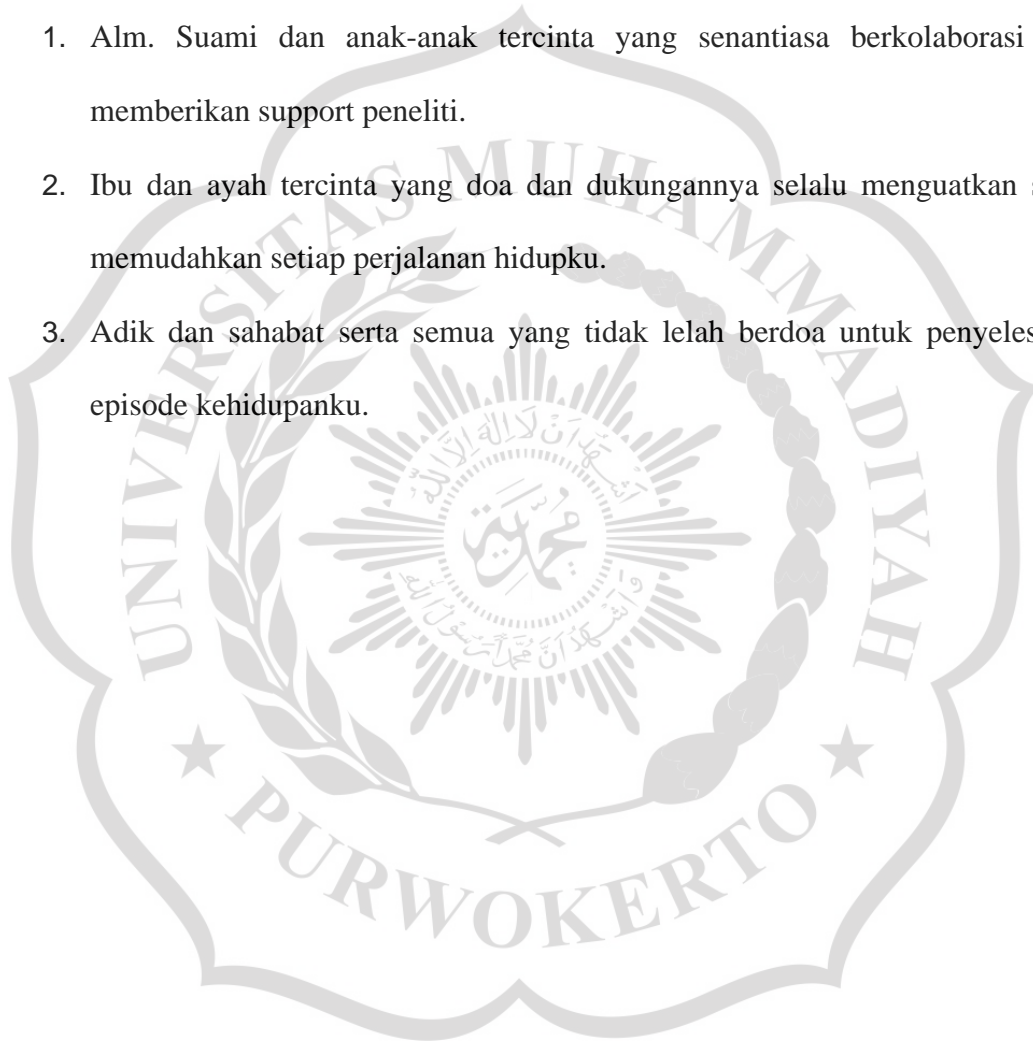 1. Alm. Suami dan anak-anak tercinta yang senantiasa berkolaborasi
memberikan support peneliti.
2. Ibu dan ayah tercinta yang doa dan dukungannya selalu menguatkan
memudahkan setiap perjalanan hidupku.
3. Adik dan sahabat serta semua yang tidak lelah berdoa untuk
episode kehidupanku.
UNIVERSITAS MUHAMMADIYAH
PURWOKERTO